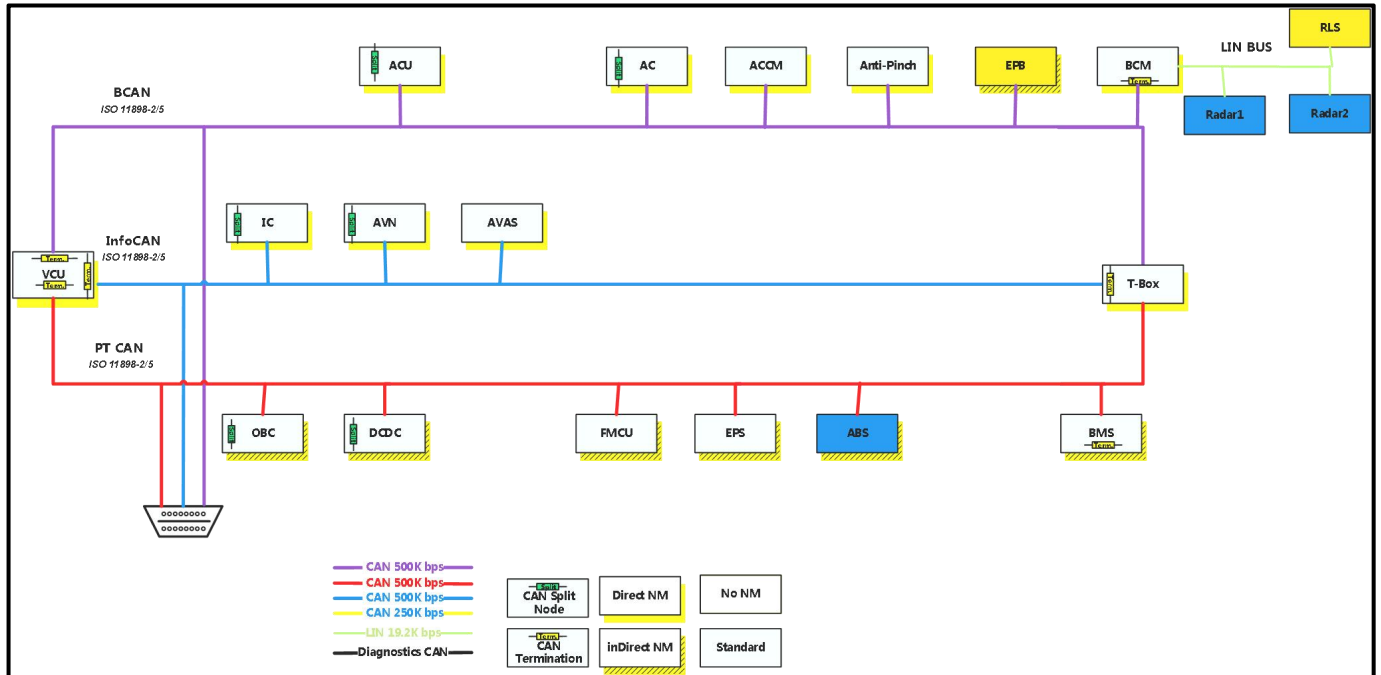 RLS
LIN BUS
ACU
AC
ACCM
Anti-Pinch
EPB
BCM
Split
Split
Term.
BCAN
ISO 11898-2/5
Radar1
Radar2
IC
AVN
AVAS
Split
Split
InfoCAN
ISO 11898-2/5
Term.
VCU
Term.
Term.
T-Box
Term.
PT CAN
ISO 11898-2/5
OBC
DCDC
FMCU
EPS
ABS
BMS
Split
Split
Term.
CAN 500K bps
CAN 500K bps
CAN 500K bps
CAN 250K bps
LIN 19.2K bps
Diagnostics CAN
Split
CAN Split
Node
Direct NM
No NM
Term.
CAN
Termination
inDirect NM
Standard